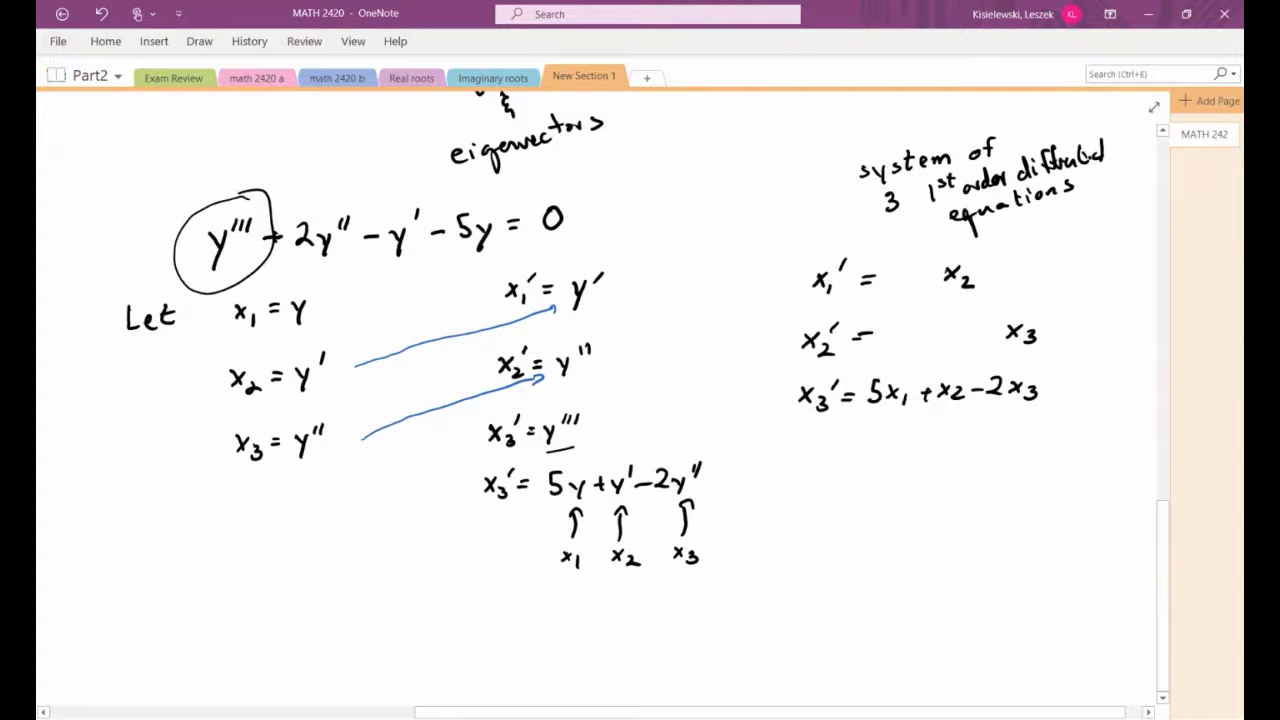 MATH 2420 - OneNote
Search
Kisielewski, Leszek
KL
File Home Insert Draw History Review View Help
Part2
Exam Review
math 2420 a
math 2420 b
Real roots
Imaginary roots
New Section 1
+
Search (Ctrl+E)
+ Add Page
MATH 242
eigenvectors
system of
3 1st order differential
equations
y''' + 2y'' - y' - 5y = 0
Let x₁ = y
x₂ = y'
x₃ = y''
x₁' = y'
x₂' = y''
x₃' = y'''
x₃' = 5y + y' - 2y''
↑ ↑ ↑
x₁ x₂ x₃
x₁' = x₂
x₂' = x₃
x₃' = 5x₁ + x₂ - 2x₃